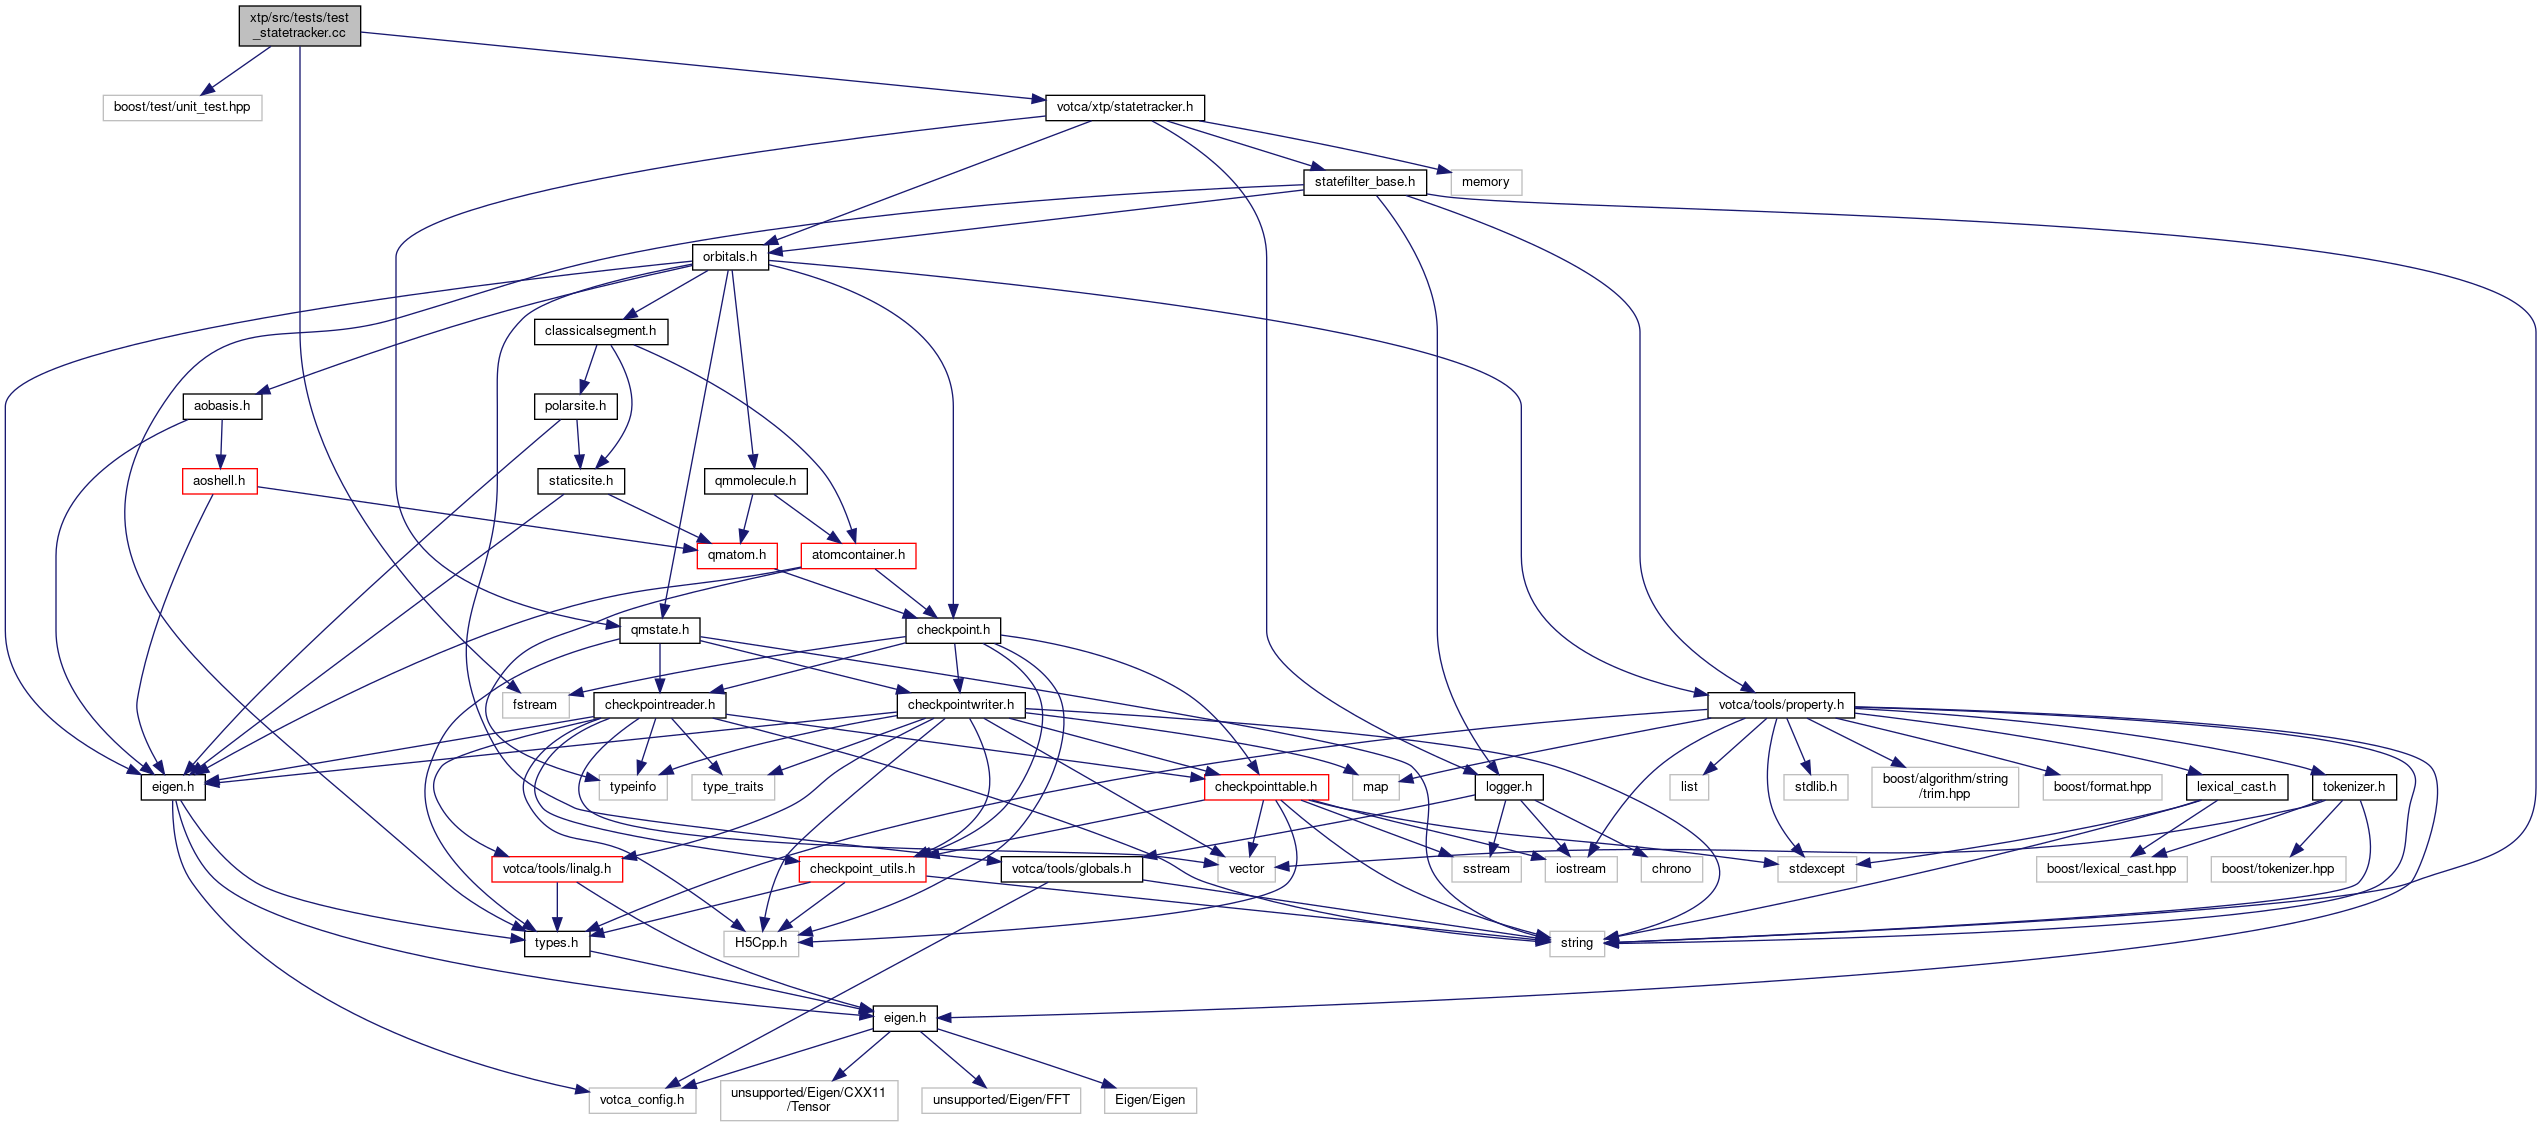 xtp/src/tests/test
_statetracker.cc
boost/test/unit_test.hpp
votca/xtp/statetracker.h
statefilter_base.h
memory
orbitals.h
classicalsegment.h
aobasis.h
polarsite.h
aoshell.h
staticsite.h
qmmolecule.h
qmatom.h
atomcontainer.h
qmstate.h
checkpoint.h
fstream
checkpointreader.h
checkpointwriter.h
votca/tools/property.h
eigen.h
typeinfo
type_traits
checkpointtable.h
map
logger.h
list
stdlib.h
boost/algorithm/string
/trim.hpp
boost/format.hpp
lexical_cast.h
tokenizer.h
votca/tools/linalg.h
checkpoint_utils.h
votca/tools/globals.h
vector
sstream
iostream
chrono
stdexcept
boost/lexical_cast.hpp
boost/tokenizer.hpp
types.h
H5Cpp.h
string
eigen.h
votca_config.h
unsupported/Eigen/CXX11
/Tensor
unsupported/Eigen/FFT
Eigen/Eigen